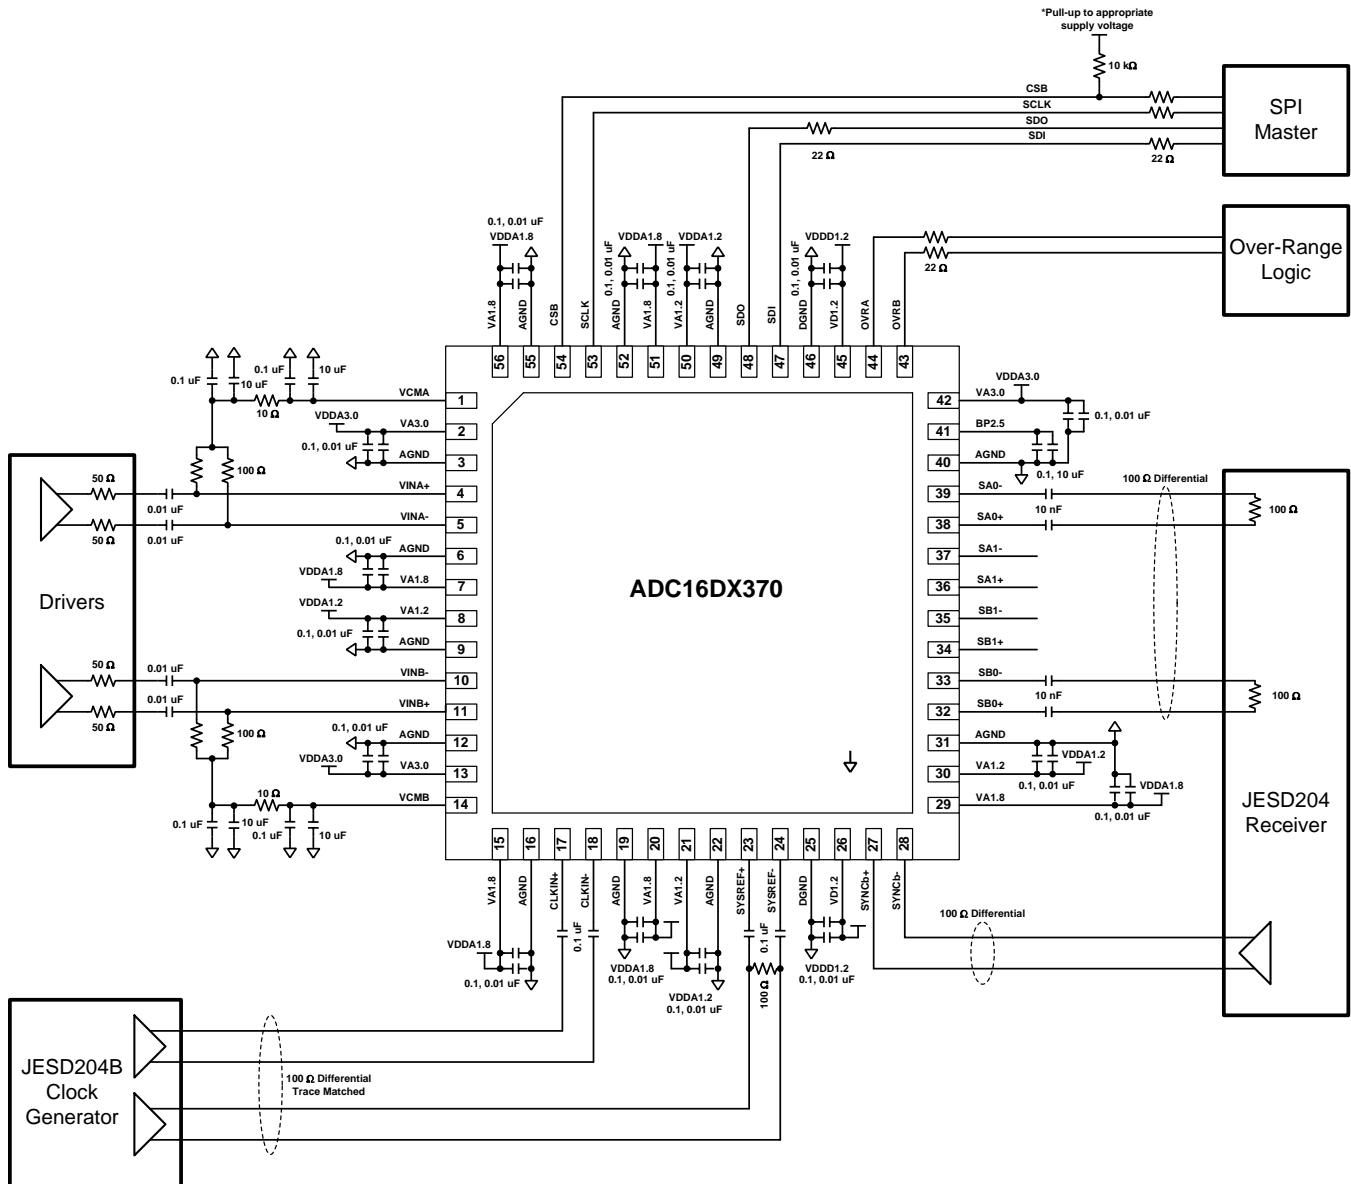 *Pull-up to appropriate
supply voltage
10 kΩ
CSB
SCLK
SDO
SDI
22 Ω
22 Ω
SPI
Master
Over-Range
Logic
22 Ω
0.1, 0.01 uF
VDDA1.8
0.1, 0.01 uF
VDDA1.8
0.1, 0.01 uF
VDDA1.2
0.1, 0.01 uF
VDDD1.2
VA1.8
AGND
CSB
SCLK
AGND
VA1.8
VA1.2
AGND
SDO
SDI
DGND
VD1.2
OVRA
OVRB
56
55
54
53
52
51
50
49
48
47
46
45
44
43
0.1 uF
10 uF
0.1 uF
10 uF
10 Ω
VCMA
1
VDDA3.0
VA3.0
2
0.1, 0.01 uF
AGND
3
100 Ω
50 Ω
0.01 uF
VINA+
4
50 Ω
0.01 uF
VINA-
5
0.1, 0.01 uF
AGND
6
VDDA1.8
VA1.8
7
VDDA1.2
VA1.2
8
0.1, 0.01 uF
AGND
9
Drivers
50 Ω
0.01 uF
VINB-
10
50 Ω
0.01 uF
VINB+
11
100 Ω
0.1, 0.01 uF
AGND
12
VDDA3.0
VA3.0
13
10 Ω
VCMB
14
0.1 uF
10 uF
0.1 uF
10 uF
ADC16DX370
42
VA3.0
VDDA3.0
0.1, 0.01 uF
41
BP2.5
40
AGND
0.1, 10 uF
39
SA0-
10 nF
38
SA0+
100 Ω Differential
100 Ω
37
SA1-
36
SA1+
35
SB1-
34
SB1+
33
SB0-
10 nF
32
SB0+
100 Ω
31
AGND
30
VA1.2
VDDA1.2
0.1, 0.01 uF
29
VA1.8
VDDA1.8
0.1, 0.01 uF
JESD204
Receiver
15
16
17
18
19
20
21
22
23
24
25
26
27
28
VA1.8
AGND
CLKIN+
CLKIN-
AGND
VA1.8
VA1.2
AGND
SYSREF+
SYSREF-
DGND
VD1.2
SYNCb+
SYNCb-
VDDA1.8
0.1, 0.01 uF
0.1 uF
VDDA1.8
0.1, 0.01 uF
VDDA1.2
0.1, 0.01 uF
0.1 uF
100 Ω
VDDD1.2
0.1, 0.01 uF
100 Ω Differential
JESD204B
Clock
Generator
100 Ω Differential
Trace Matched